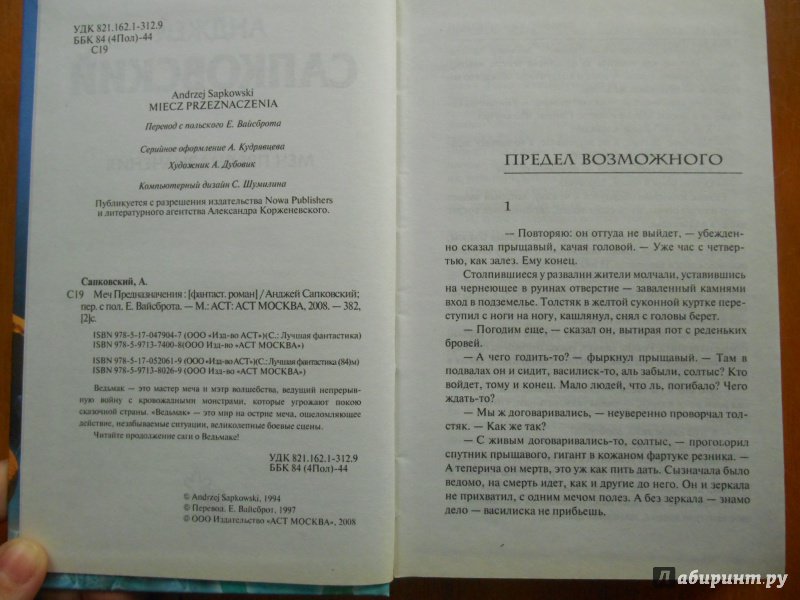 УДК 821.162.1-312.9
ББК 84 (4Пол)-44
С19
Andrzej Sapkowski
MIECZ PRZEZNACZENIA
Перевод с польского Е. Вайсброта
Серийное оформление А. Кудрявцева
Художник А. Дубовик
Компьютерный дизайн С. Шумилина
Публикуется с разрешения издательства Nowa Publishers
и литературного агентства Александра Корженевского.
Сапковский, А.
С19 Меч Предназначения : [фантаст. роман] / Анджей Сапковский;
пер. с пол. Е. Вайсброта. — М.: АСТ: АСТ МОСКВА, 2008. — 382,
[2]с.
ISBN 978-5-17-047904-7 (ООО «Изд-во АСТ»)(С.: Лучшая фантастика)
ISBN 978-5-9713-7400-8(ООО Изд-во «АСТ МОСКВА»)
ISBN 978-5-17-052061-9 (ООО «Изд-во АСТ») (С.: Лучшая фантастика (84)м)
ISBN 978-5-9713-8026-9 (ООО Изд-во «АСТ МОСКВА»)
Ведьмак — это мастер меча и мэтр волшебства, ведущий непрерыв-
ную войну с кровожадными монстрами, которые угрожают покою
сказочной страны. «Ведьмак» — это мир на острие меча, ошеломляющее
действие, незабываемые ситуации, великолепные боевые сцены.
Читайте продолжение саги о Ведьмаке!
УДК 821.162.1-312.9
ББК 84 (4Пол)-44
© Andrzej Sapkowski, 1994
© Перевод. Е. Вайсброт, 1997
© ООО Издательство «АСТ МОСКВА», 2008
ПРЕДЕЛ ВОЗМОЖНОГО
1
— Повторяю: он оттуда не выйдет, — убежден-
но сказал прыщавый, качая головой. — Уже час с четвер-
тью, как залез. Ему конец.
Столпившиеся у развалин жители молчали, уставившись
на чернеющее в руинах отверстие — заваленный камнями
вход в подземелье. Толстяк в желтой суконной куртке пере-
ступил с ноги на ногу, кашлянул, снял с головы берет.
— Погодим еще, — сказал он, вытирая пот с реденьких
бровей.
— А чего годить-то? — фыркнул прыщавый. — Там в
подвалах он и сидит, василиск-то, аль забыли, солтыс? Кто
войдет, тому и конец. Мало людей, что ль, погибало? Чего
ждать-то?
— Мы ж договаривались, — неуверенно проворчал тол-
стяк. — Как же так?
— С живым договаривались-то, солтыс, — проговорил
спутник прыщавого, гигант в кожаном фартуке резника. —
А теперича он мертв, это уж как пить дать. Сызначала было
ведомо, на смерть идет, как и другие до него. Он и зеркала
не прихватил, с одним мечом полез. А без зеркала — знамо
дело — василиска не прибьешь.
Лабиринт.ру